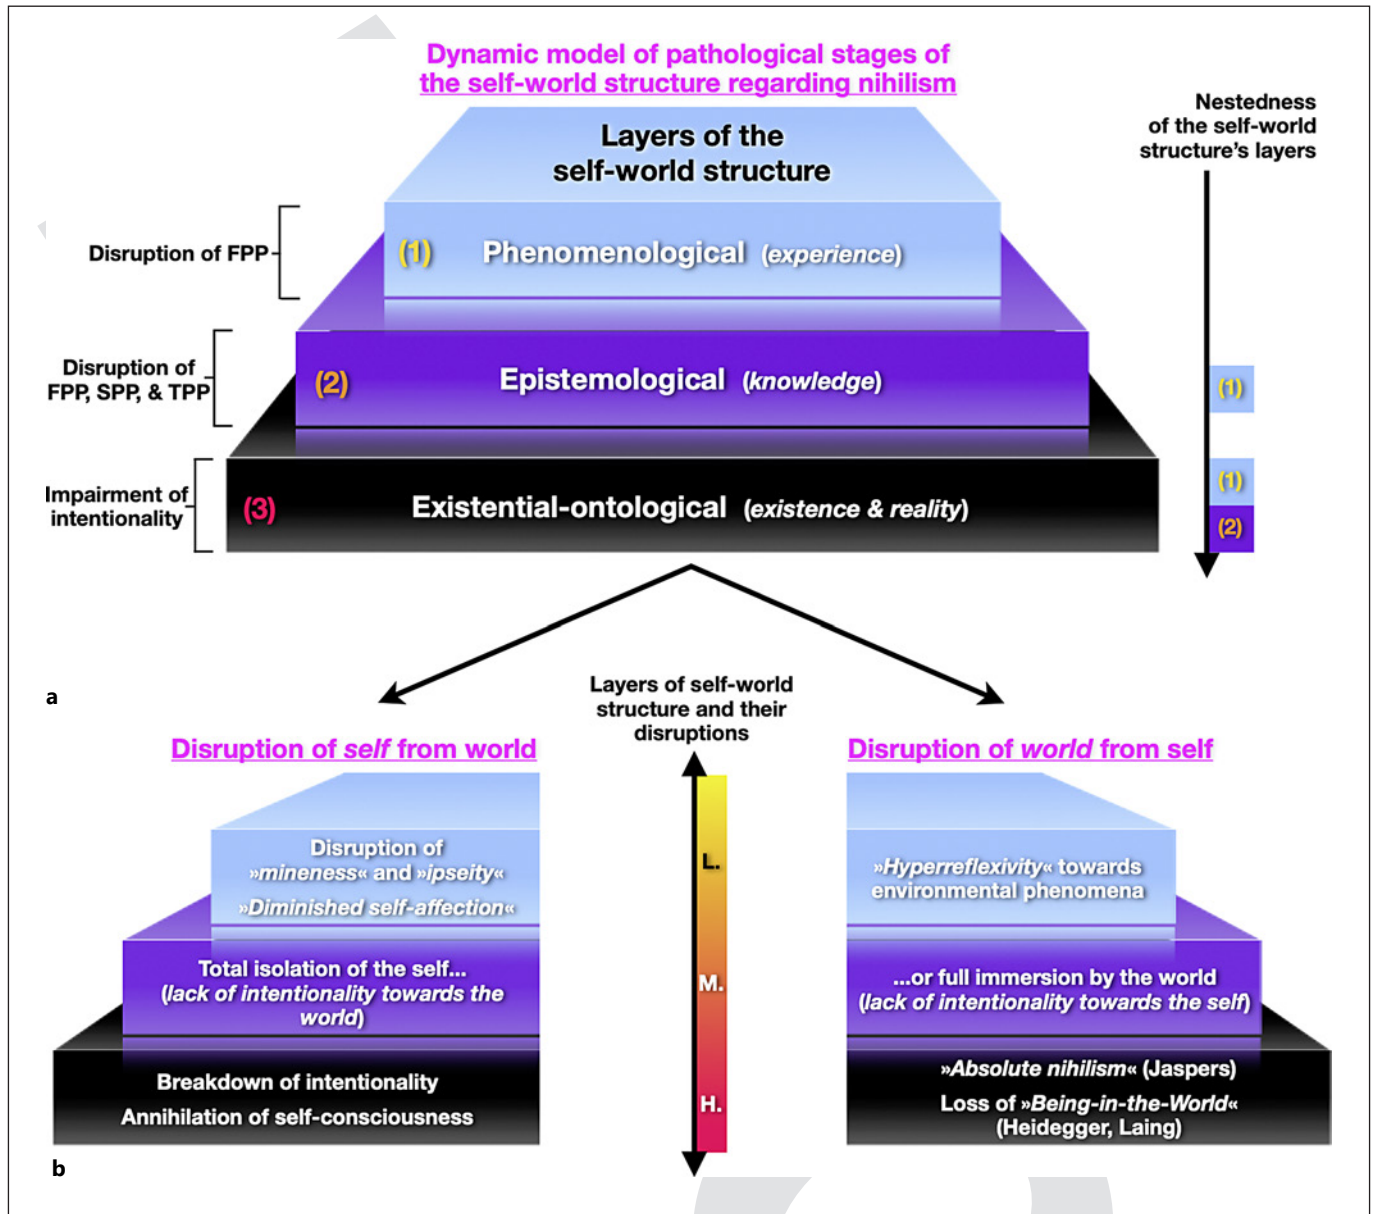 Dynamic model of pathological stages of
the self-world structure regarding nihilism
Nestedness
of the self-world
structure's layers
Layers of the
self-world structure
Disruption of FPP
(1)
Phenomenological (experience)
Disruption of
FPP, SPP, & TPP
(2)
Epistemological (knowledge)
(1)
Impairment of
intentionality
(3)
Existential-ontological (existence & reality)
(1)
(2)
a
Layers of self-world
structure and their
disruptions
Disruption of self from world
Disruption of
»mineness« and »ipseity«
»Diminished self-affection«
Total isolation of the self...
(lack of intentionality towards the
world)
Breakdown of intentionality
Annihilation of self-consciousness
L.
M.
H.
Disruption of world from self
»Hyperreflexivity« towards
environmental phenomena
...or full immersion by the world
(lack of intentionality towards the self)
»Absolute nihilism« (Jaspers)
Loss of »Being-in-the-World«
(Heidegger, Laing)
b